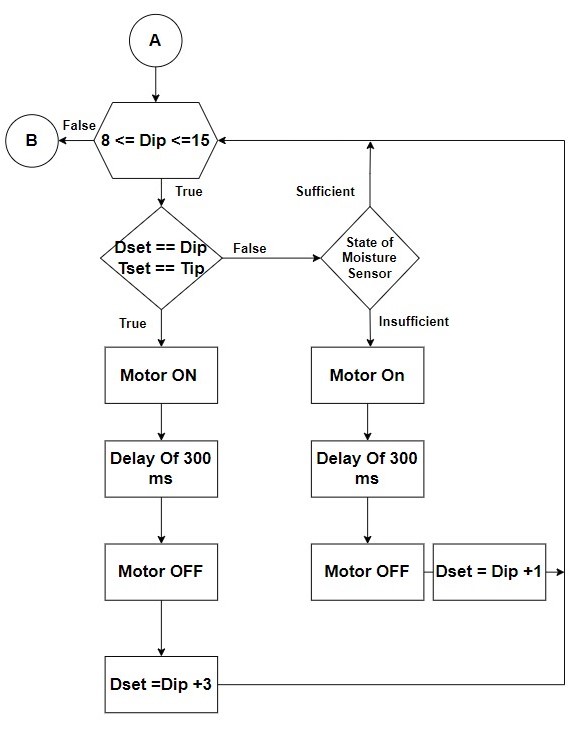 A
False
B
8 <= Dip <=15
True
Sufficient
Dset == Dip
Tset == Tip
False
State of
Moisture
Sensor
True
Insufficient
Motor ON
Motor On
Delay Of 300
ms
Delay Of 300
ms
Motor OFF
Motor OFF
Dset = Dip +1
Dset =Dip +3